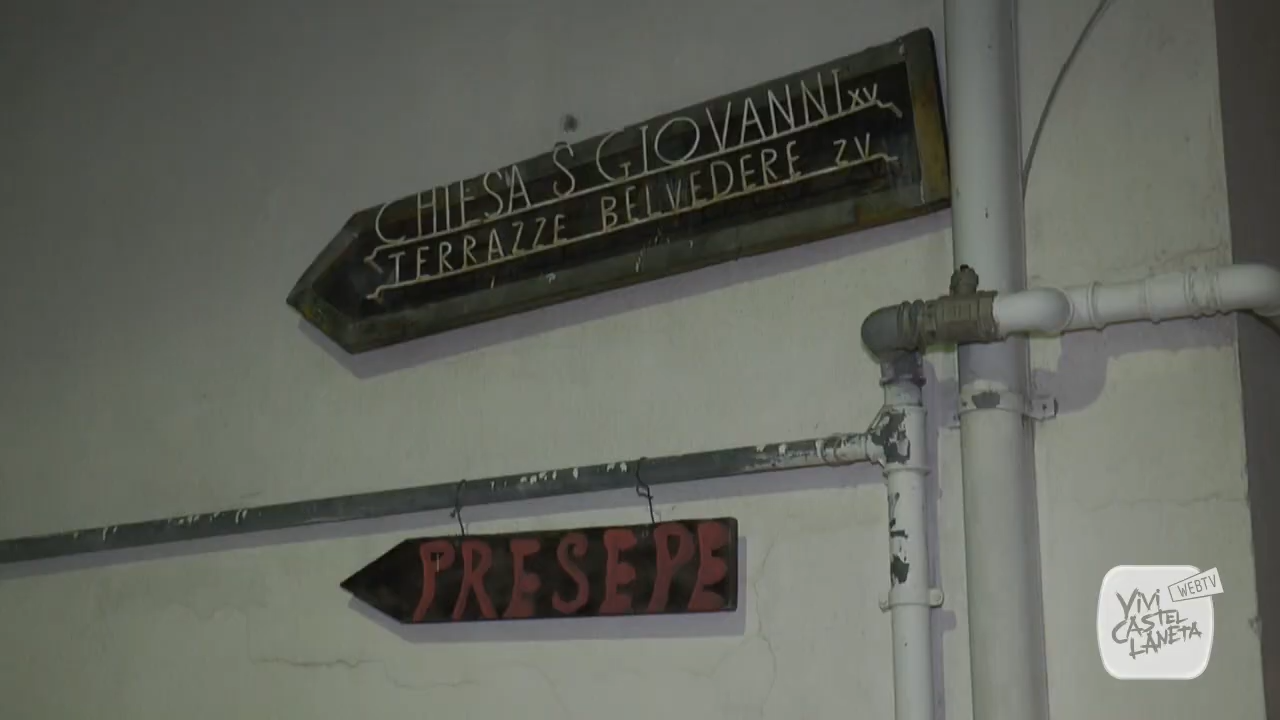 CHIESA S GIOVANNI XV
TERRAZZE BELVEDERE ZV
PRESEPE
WEBTV
ViVi
CASTEL
LANETA